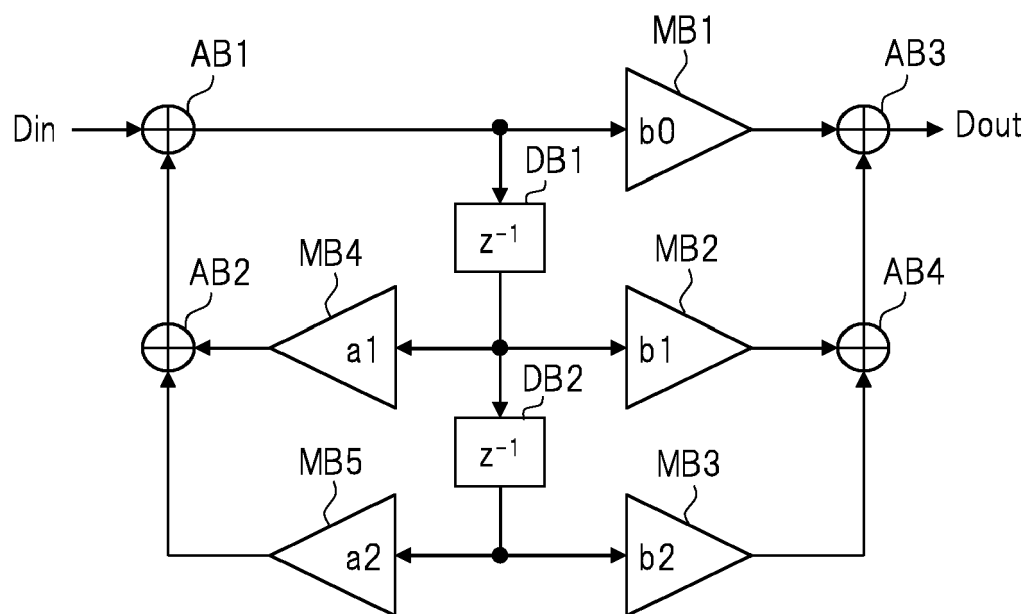 MB1
AB1
AB3
Din
b0
Dout
DB1
z⁻¹
MB4
MB2
AB2
AB4
a1
b1
DB2
z⁻¹
MB5
MB3
a2
b2